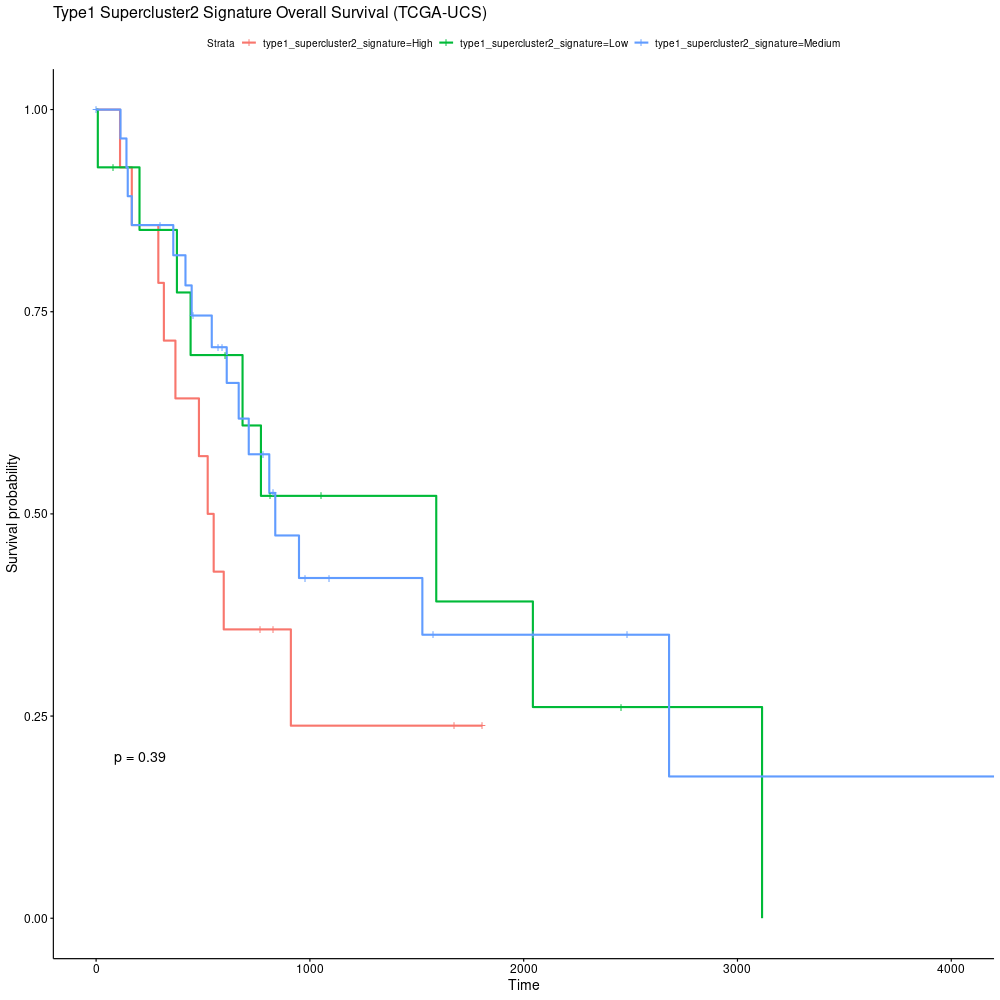 Type1 Supercluster2 Signature Overall Survival (TCGA-UCS)
Strata type1_supercluster2_signature=High type1_supercluster2_signature=Low type1_supercluster2_signature=Medium
1.00
0.75
0.50
0.25
0.00
Survival probability
p = 0.39
0 1000 2000 3000 4000
Time